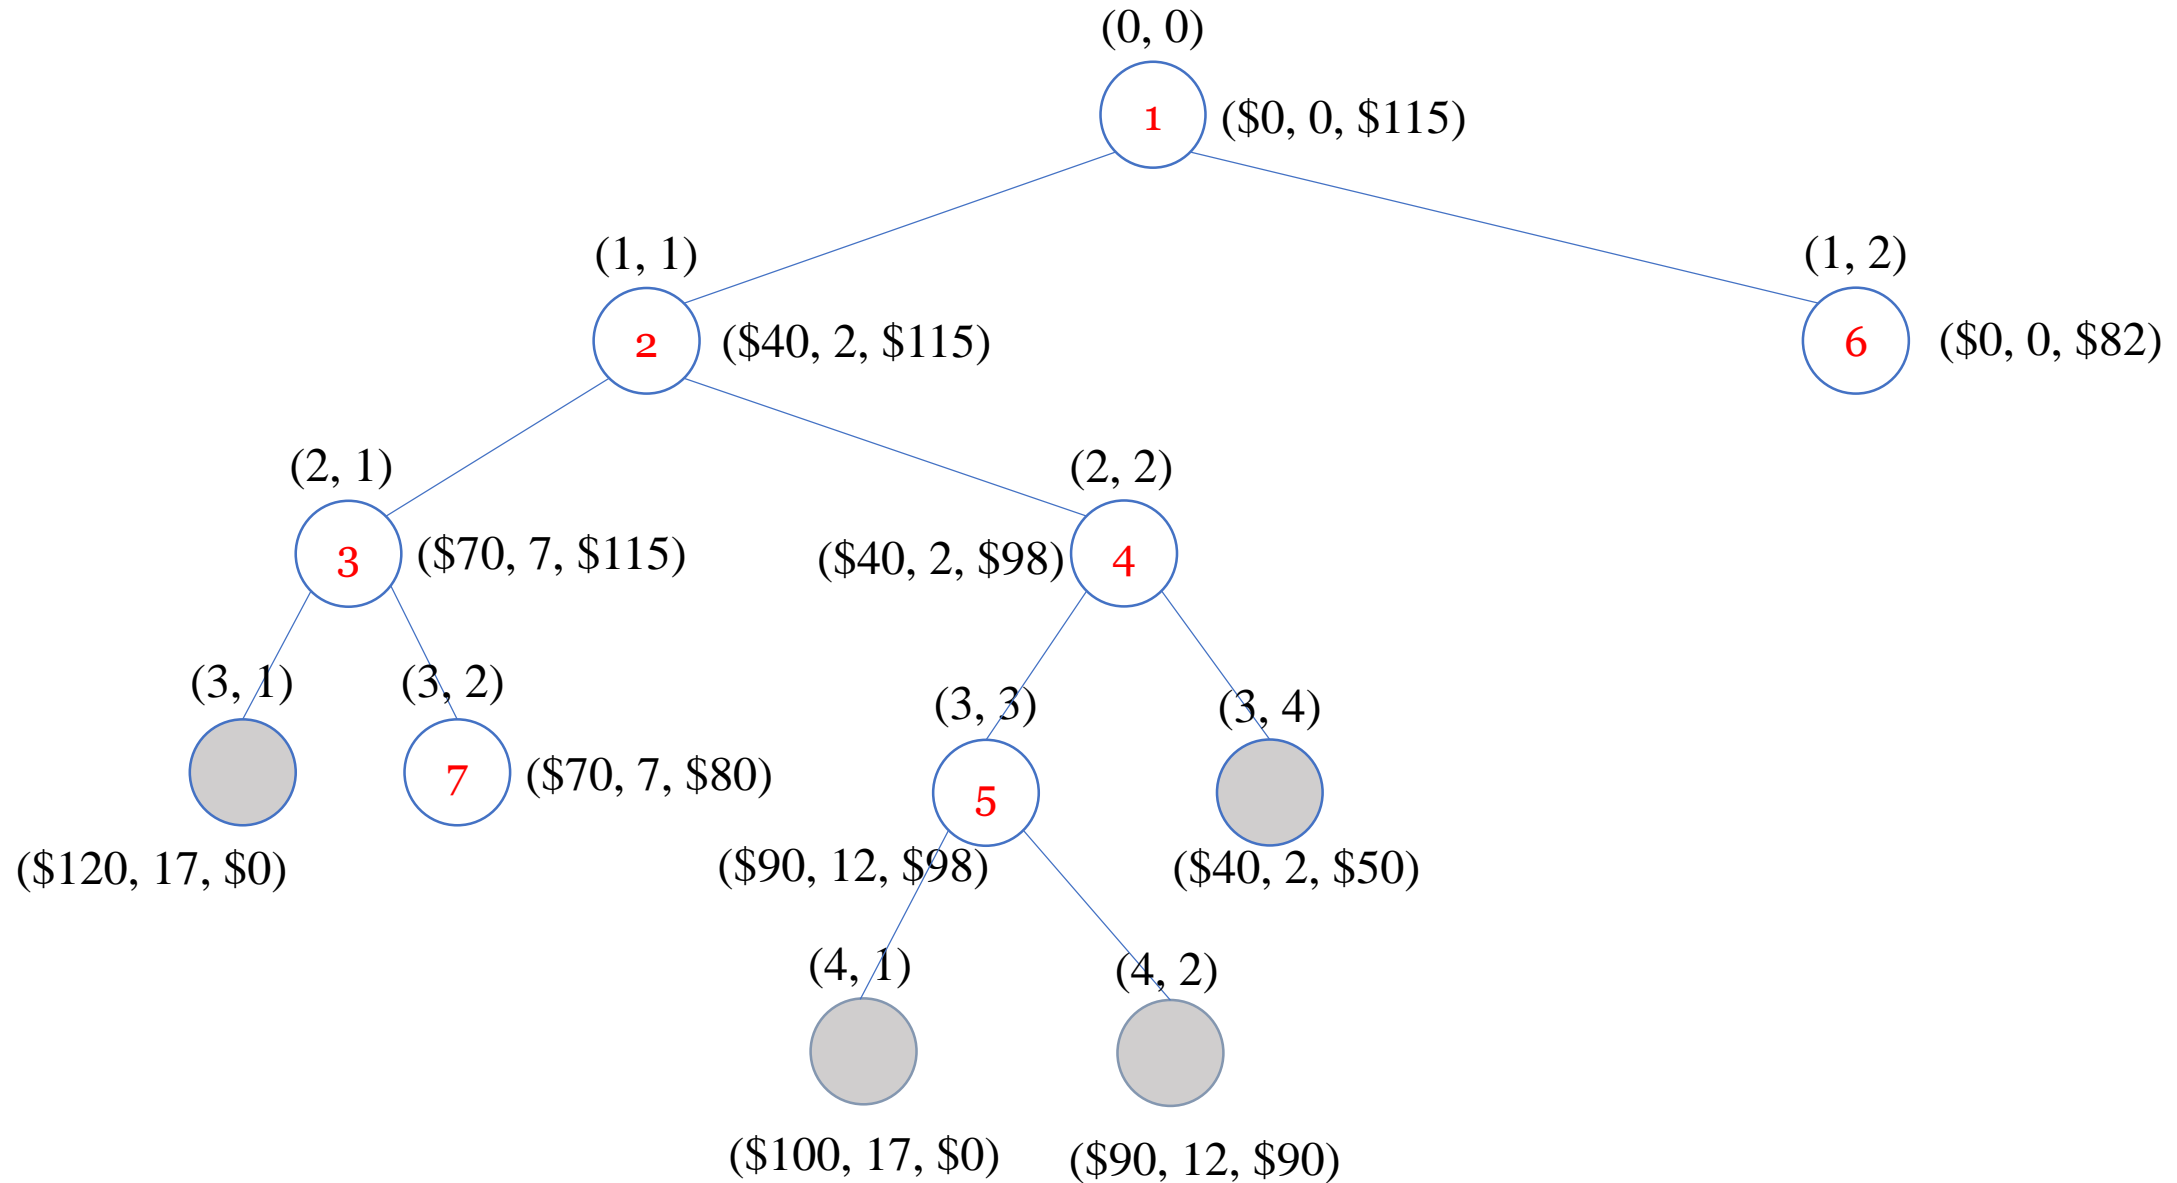 (0, 0)
1
($0, 0, $115)
(1, 1)
2
($40, 2, $115)
(1, 2)
6
($0, 0, $82)
(2, 1)
3
($70, 7, $115)
(2, 2)
($40, 2, $98)
4
(3, 1)
($120, 17, $0)
(3, 2)
7
($70, 7, $80)
(3, 3)
5
($90, 12, $98)
(3, 4)
($40, 2, $50)
(4, 1)
($100, 17, $0)
(4, 2)
($90, 12, $90)